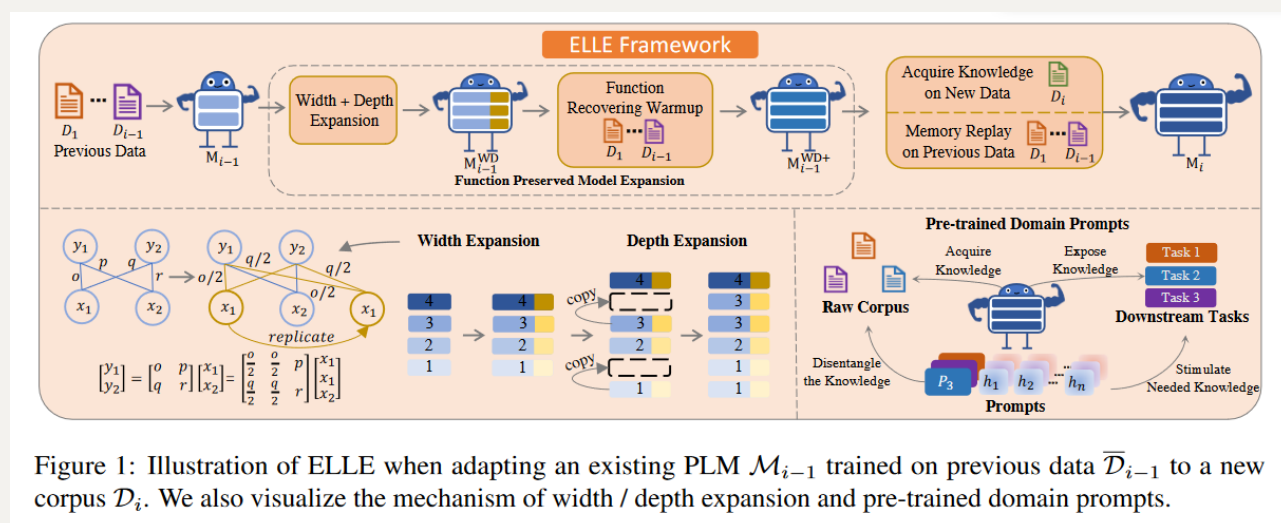 ELLE Framework
D₁ ... Dᵢ₋₁
Previous Data
Mᵢ₋₁
Width + Depth
Expansion
Mᵢ₋₁ᵂᴰ
Function
Recovering Warmup
D₁ ... Dᵢ₋₁
Mᵢ₋₁ᵂᴰ⁺
Function Preserved Model Expansion
Acquire Knowledge
on New Data
Dᵢ
Memory Replay
on Previous Data
D₁ ... Dᵢ₋₁
Mᵢ
y₁ y₂
o p q r
x₁ x₂
y₁ y₂
o/2 q/2 o/2 q/2
x₁ x₂ x₁
replicate
[y₁ y₂] = [o p q r] [x₁ x₂] = [o/2 o/2 p q/2 q/2 r] [x₁ x₁ x₂]
Width Expansion
4 4
3 3
2 2
1 1
Depth Expansion
4 4
copy 3
3 3
2 2
copy 1
1 1
Pre-trained Domain Prompts
Acquire
Knowledge
Expose
Knowledge
Raw Corpus
Task 1
Task 2
Task 3
Downstream Tasks
Disentangle
the Knowledge
P₃ h₁ h₂ ... hₙ
Prompts
Stimulate
Needed Knowledge
Figure 1: Illustration of ELLE when adapting an existing PLM ℳᵢ₋₁ trained on previous data 𝒟̅ᵢ₋₁ to a new
corpus 𝒟ᵢ. We also visualize the mechanism of width / depth expansion and pre-trained domain prompts.